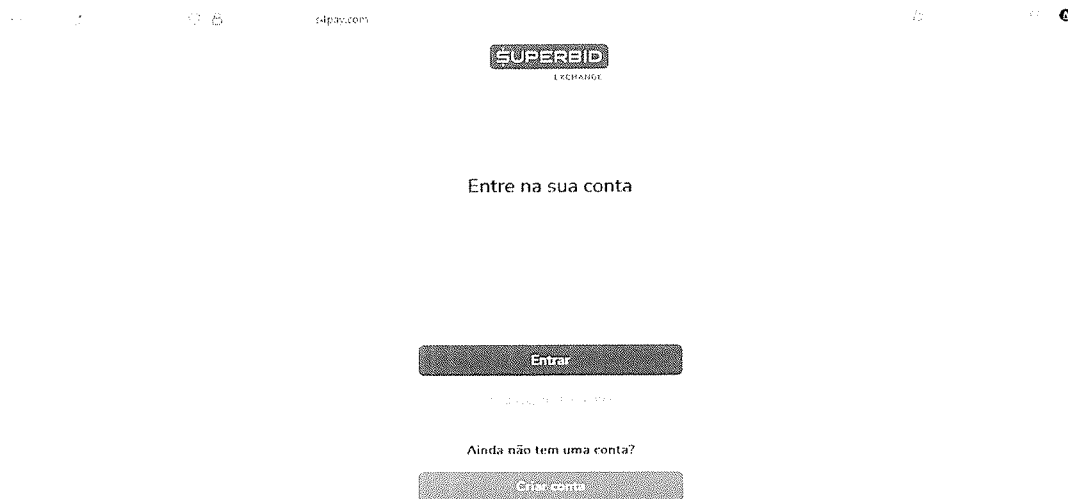 s4pay.com
SUPERBID
EXCHANGE
Entre na sua conta
Entrar
Ainda não tem uma conta?
Criar conta